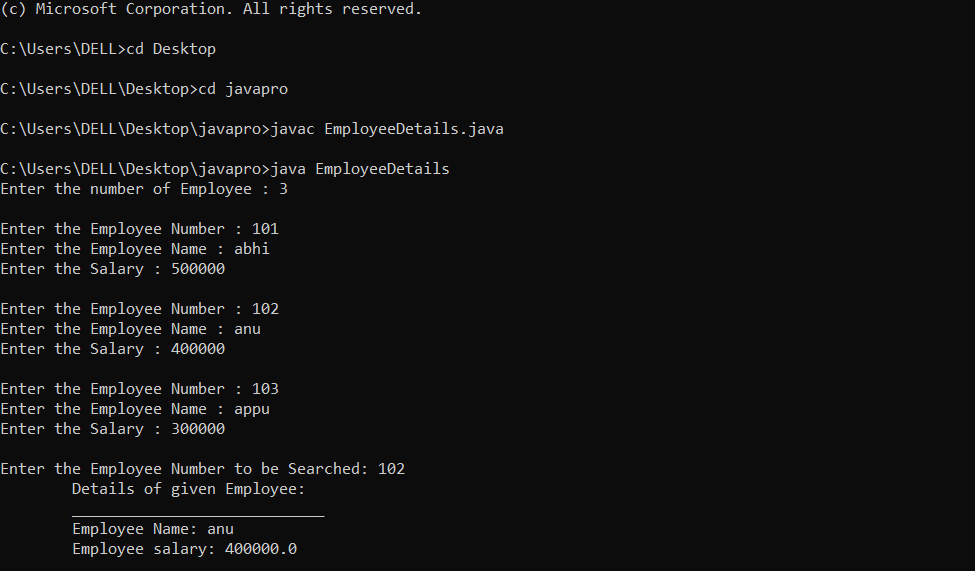 (c) Microsoft Corporation. All rights reserved.
C:\Users\DELL>cd Desktop
C:\Users\DELL\Desktop>cd javapro
C:\Users\DELL\Desktop\javapro>javac EmployeeDetails.java
C:\Users\DELL\Desktop\javapro>java EmployeeDetails
Enter the number of Employee : 3
Enter the Employee Number : 101
Enter the Employee Name : abhi
Enter the Salary : 500000
Enter the Employee Number : 102
Enter the Employee Name : anu
Enter the Salary : 400000
Enter the Employee Number : 103
Enter the Employee Name : appu
Enter the Salary : 300000
Enter the Employee Number to be Searched: 102
Details of given Employee:
____________________________
Employee Name: anu
Employee salary: 400000.0